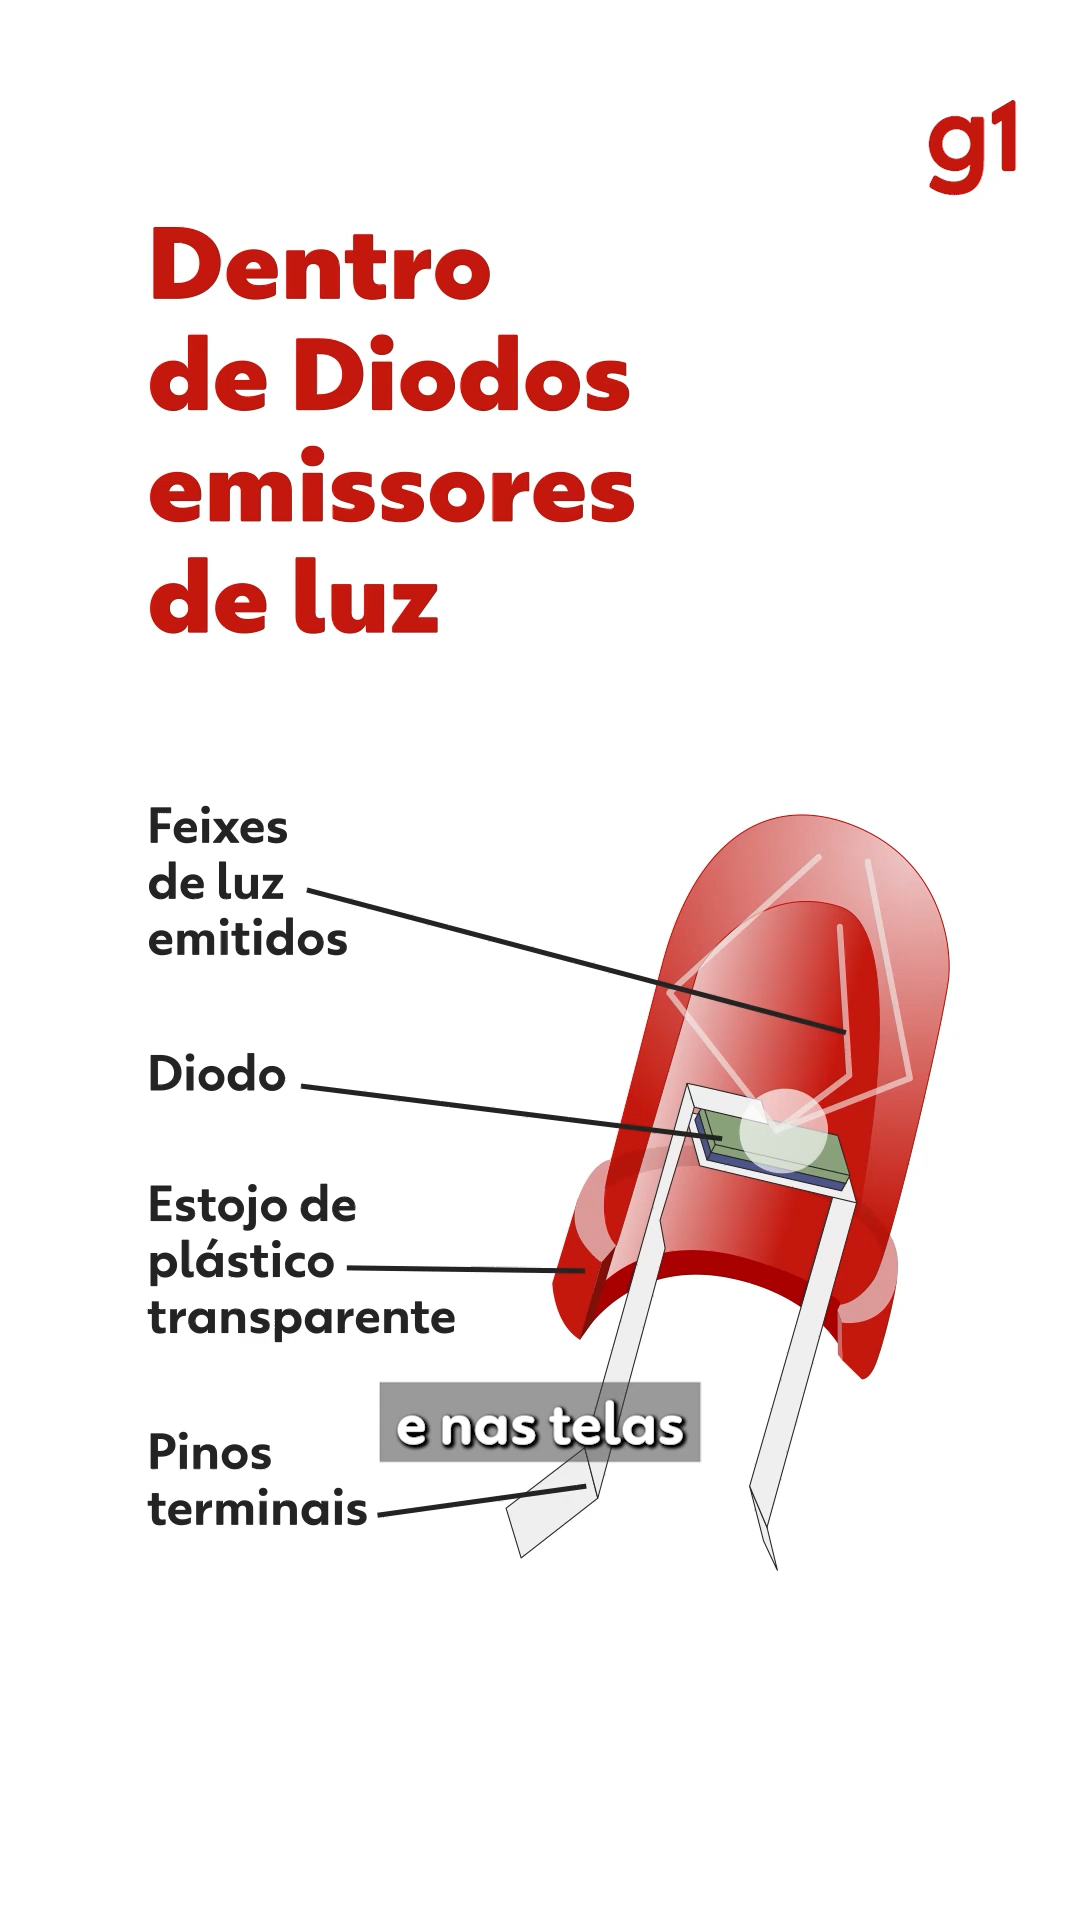 g1
Dentro
de Diodos
emissores
de luz
Feixes
de luz
emitidos
Diodo
Estojo de
plástico
transparente
e nas telas
Pinos
terminais